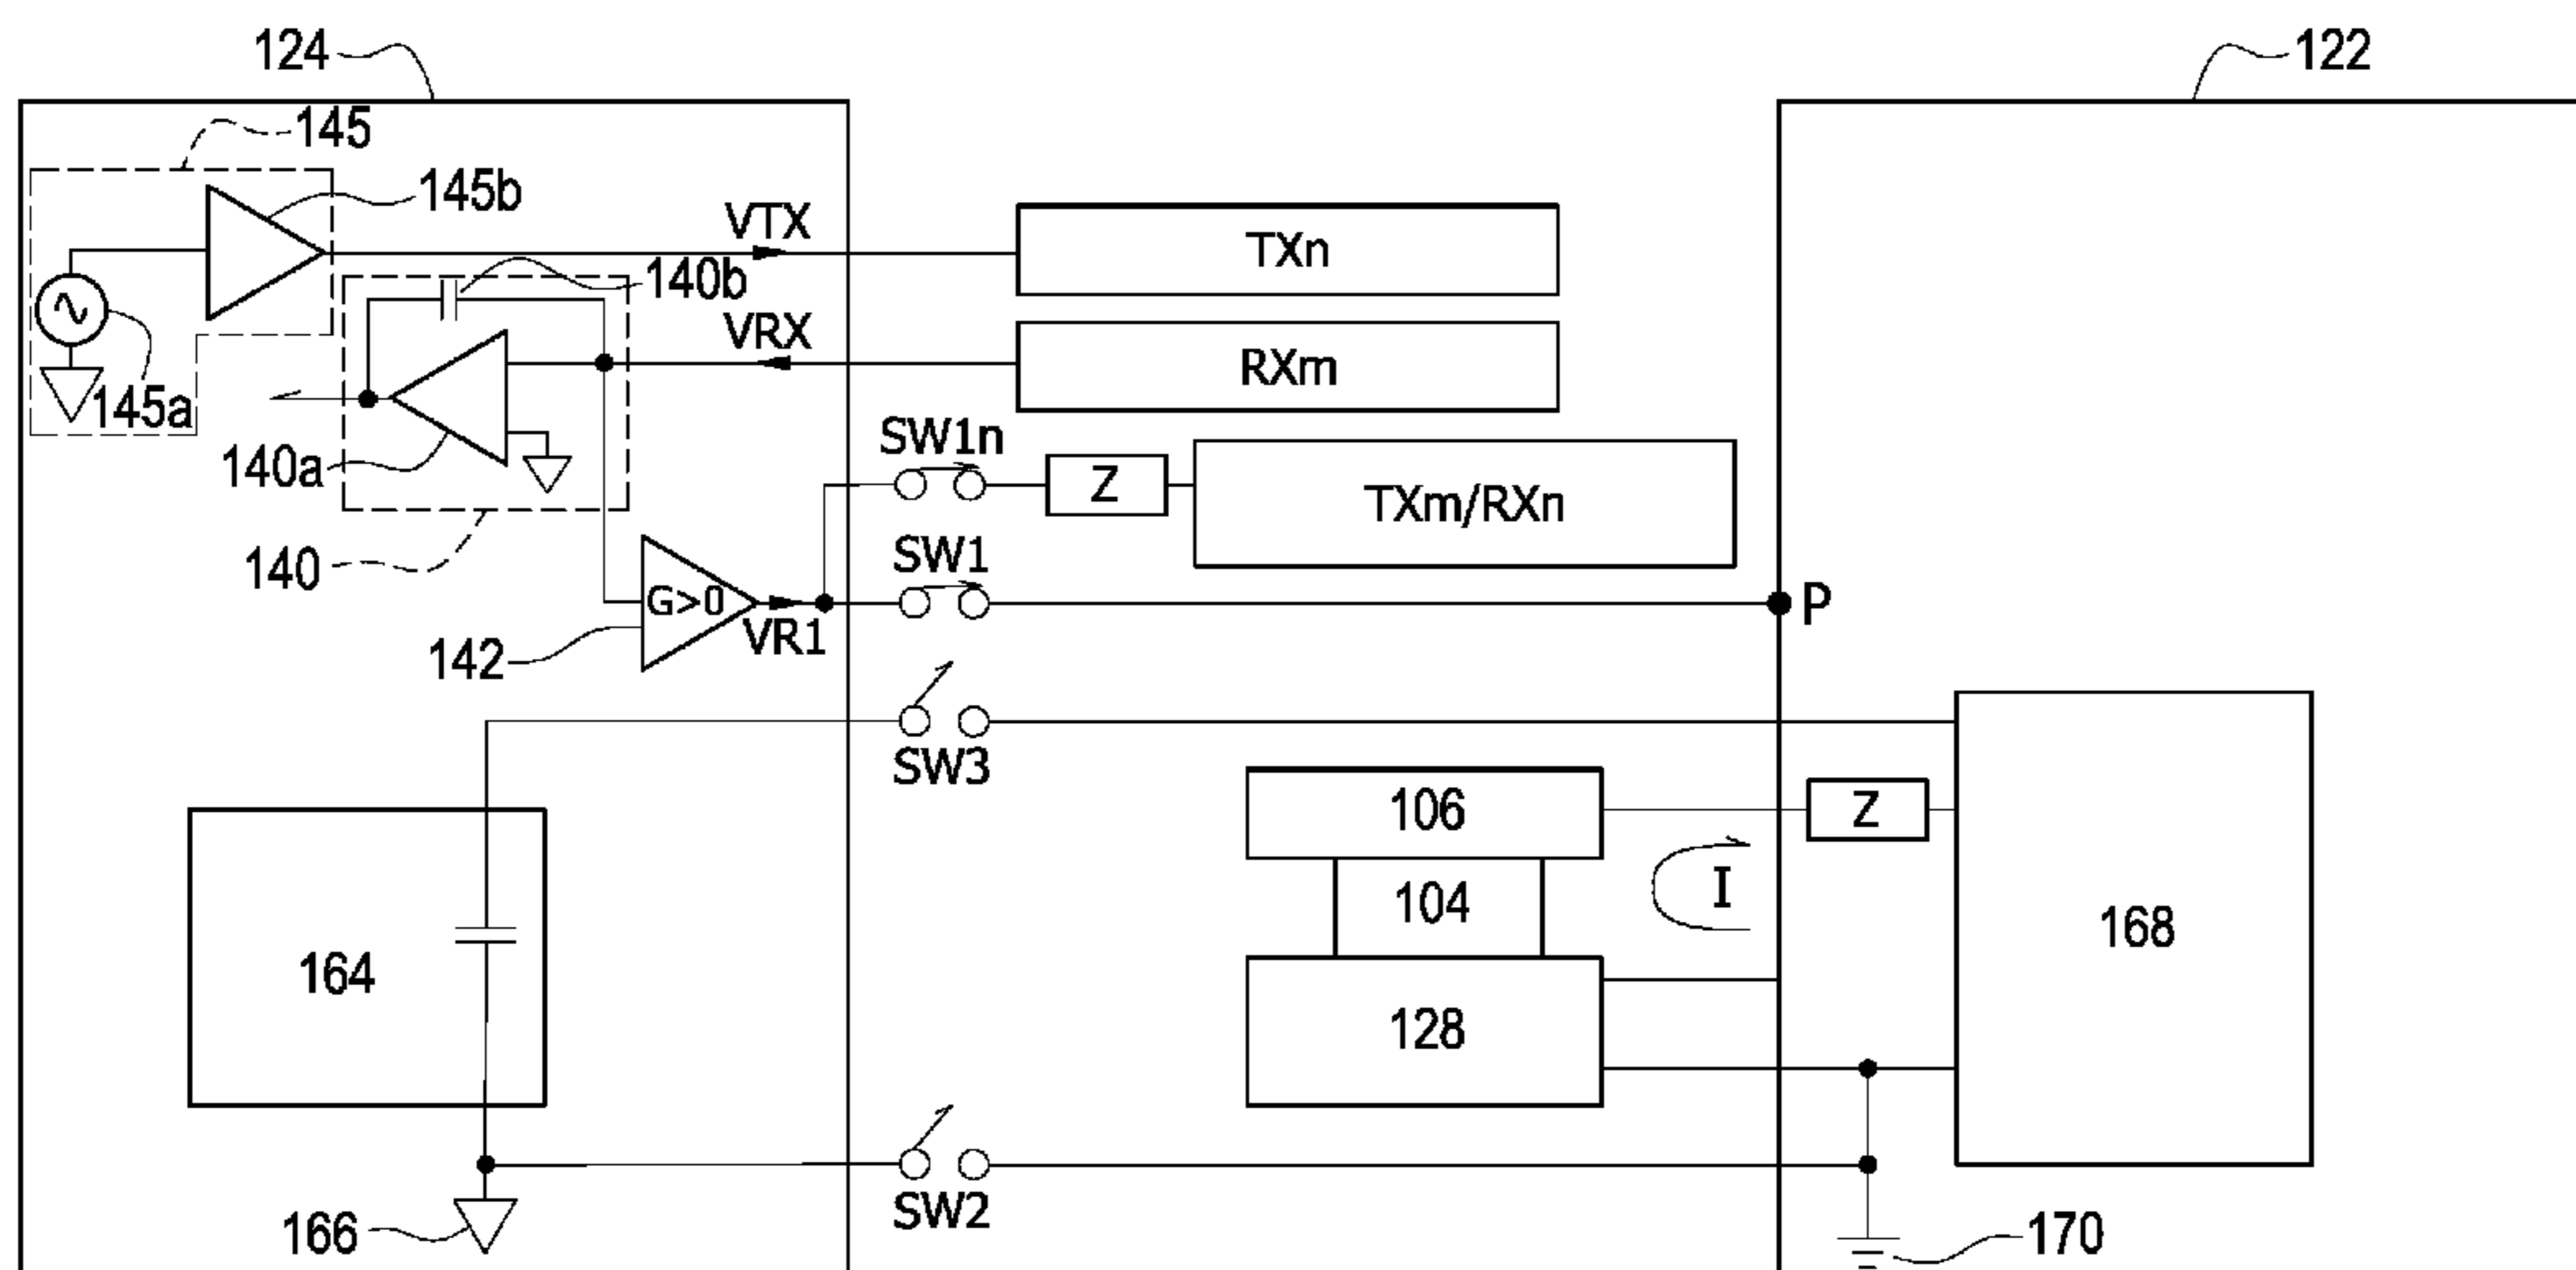 124
122
145
145b
VTX
TXn
140b
VRX
RXm
145a
SW1n
140a
Z
TXm/RXn
SW1
140
G>0
P
VR1
142
SW3
106
Z
I
104
168
164
128
SW2
166
170